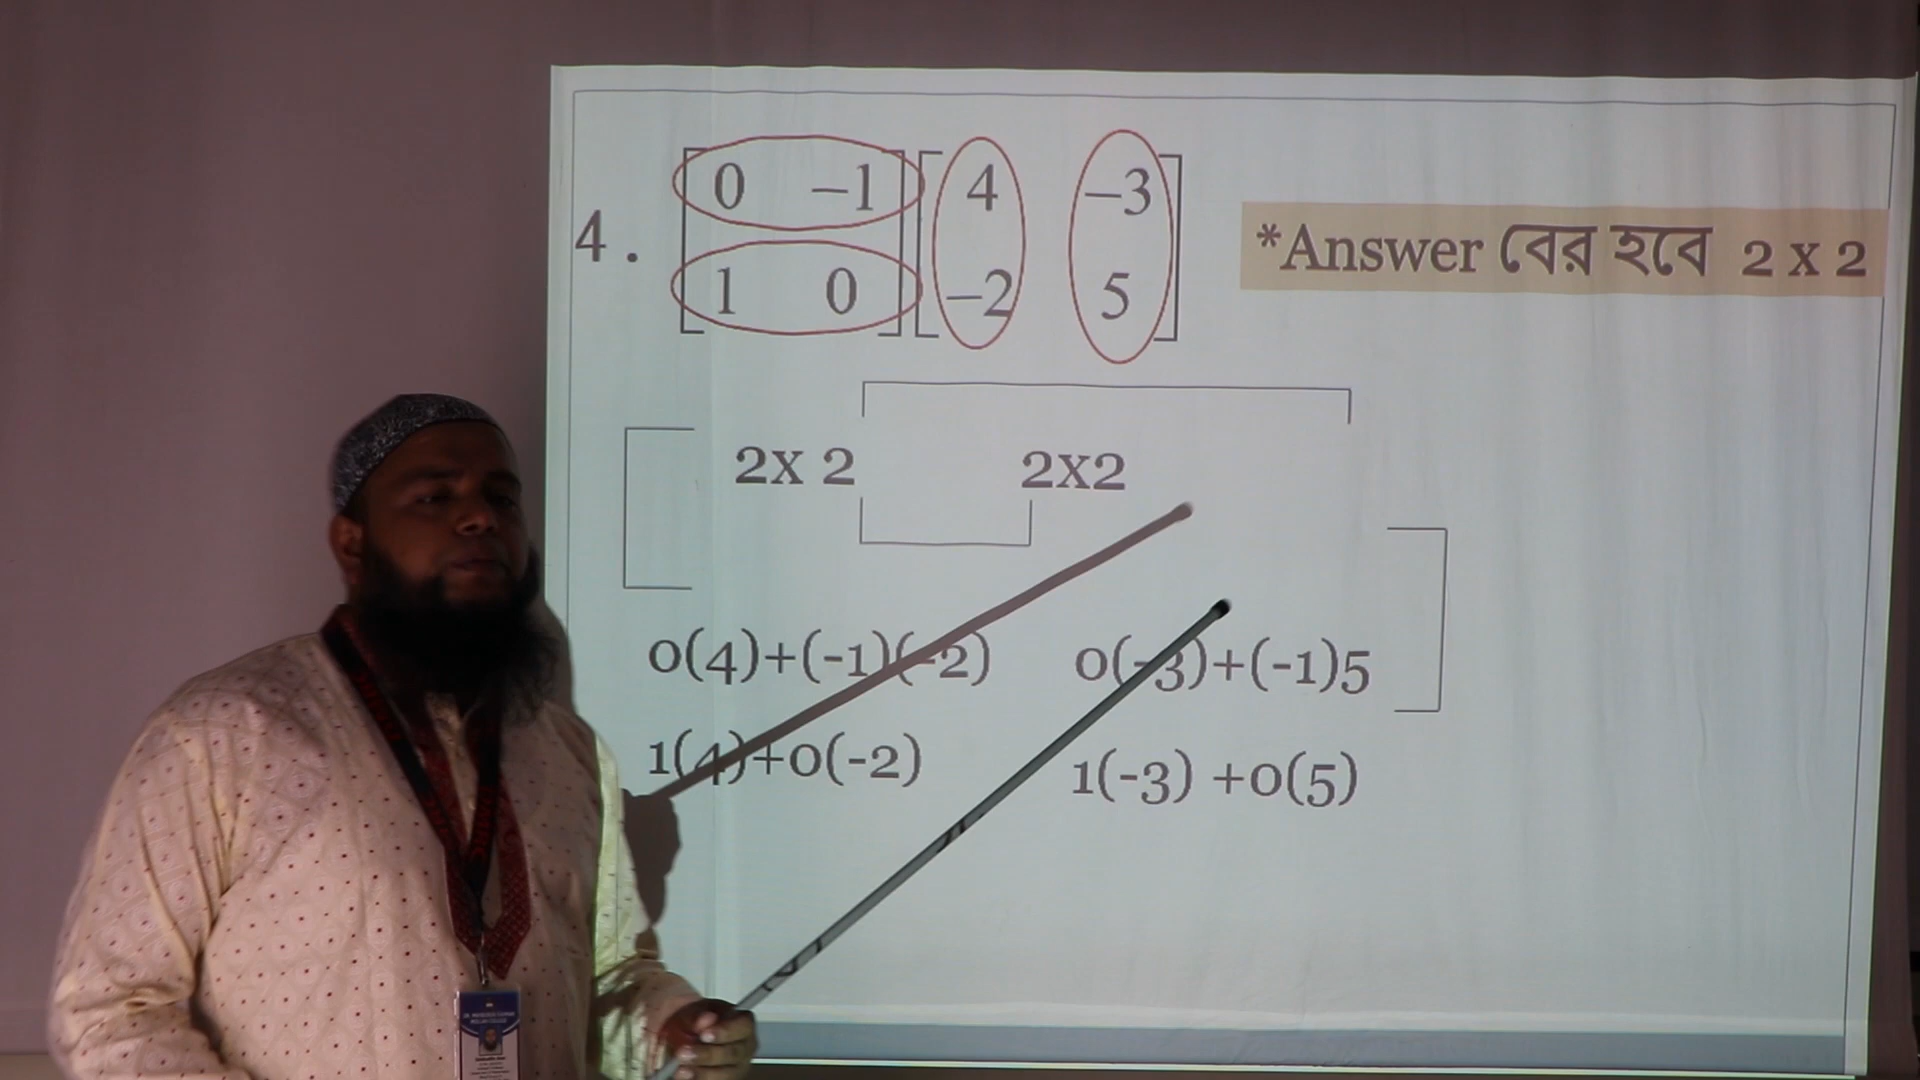 4. [0 −1] [4 −3]
[1 0] [−2 5]
*Answer বের হবে 2 x 2
2X 2 2X2
0(4)+(-1)(-2) 0(-3)+(-1)5
1(4)+0(-2) 1(-3) +0(5)